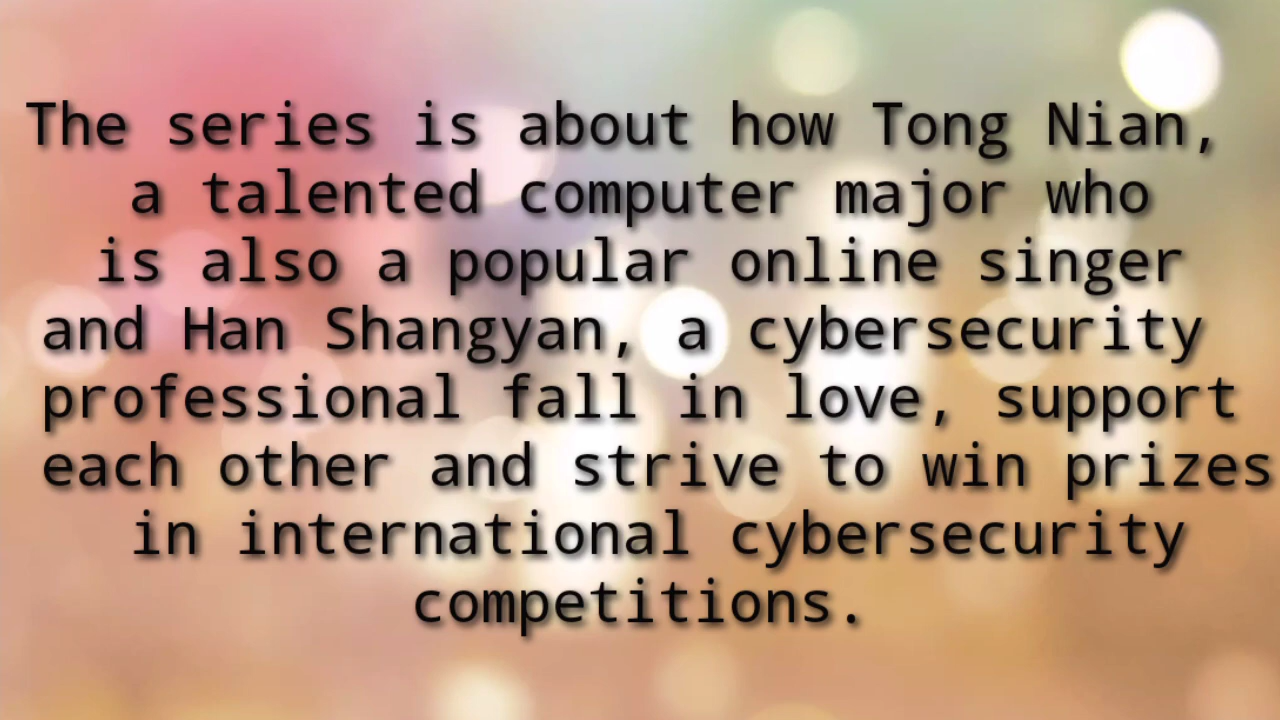 The series is about how Tong Nian,
a talented computer major who
is also a popular online singer
and Han Shangyan, a cybersecurity
professional fall in love, support
each other and strive to win prizes
in international cybersecurity
competitions.